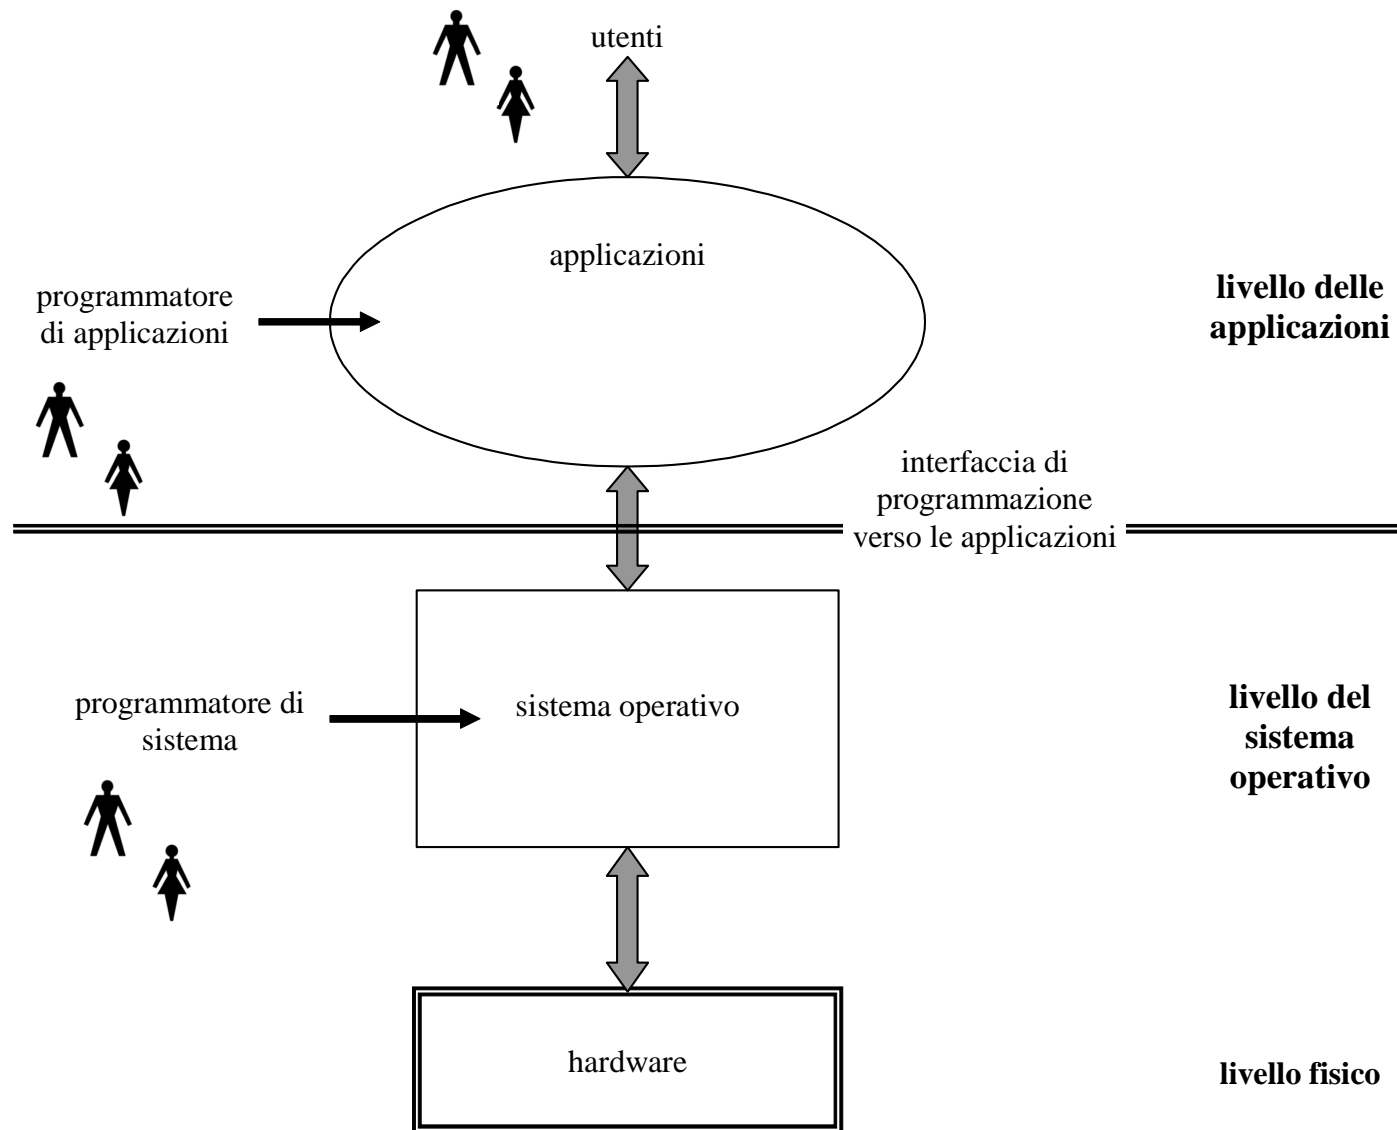 utenti
applicazioni
programmatore
di applicazioni
livello delle
applicazioni
interfaccia di
programmazione
verso le applicazioni
programmatore di
sistema
sistema operativo
livello del
sistema
operativo
hardware
livello fisico